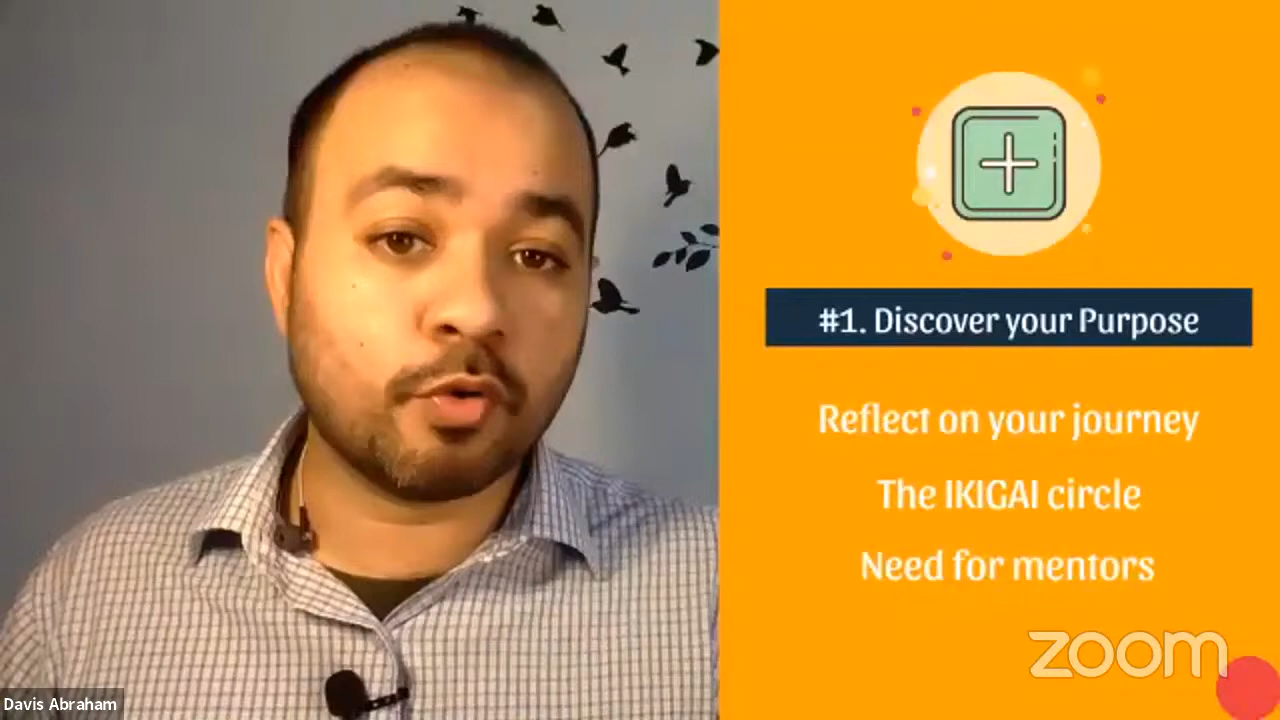 #1. Discover your Purpose
Reflect on your journey
The IKIGAI circle
Need for mentors
zoom
Davis Abraham